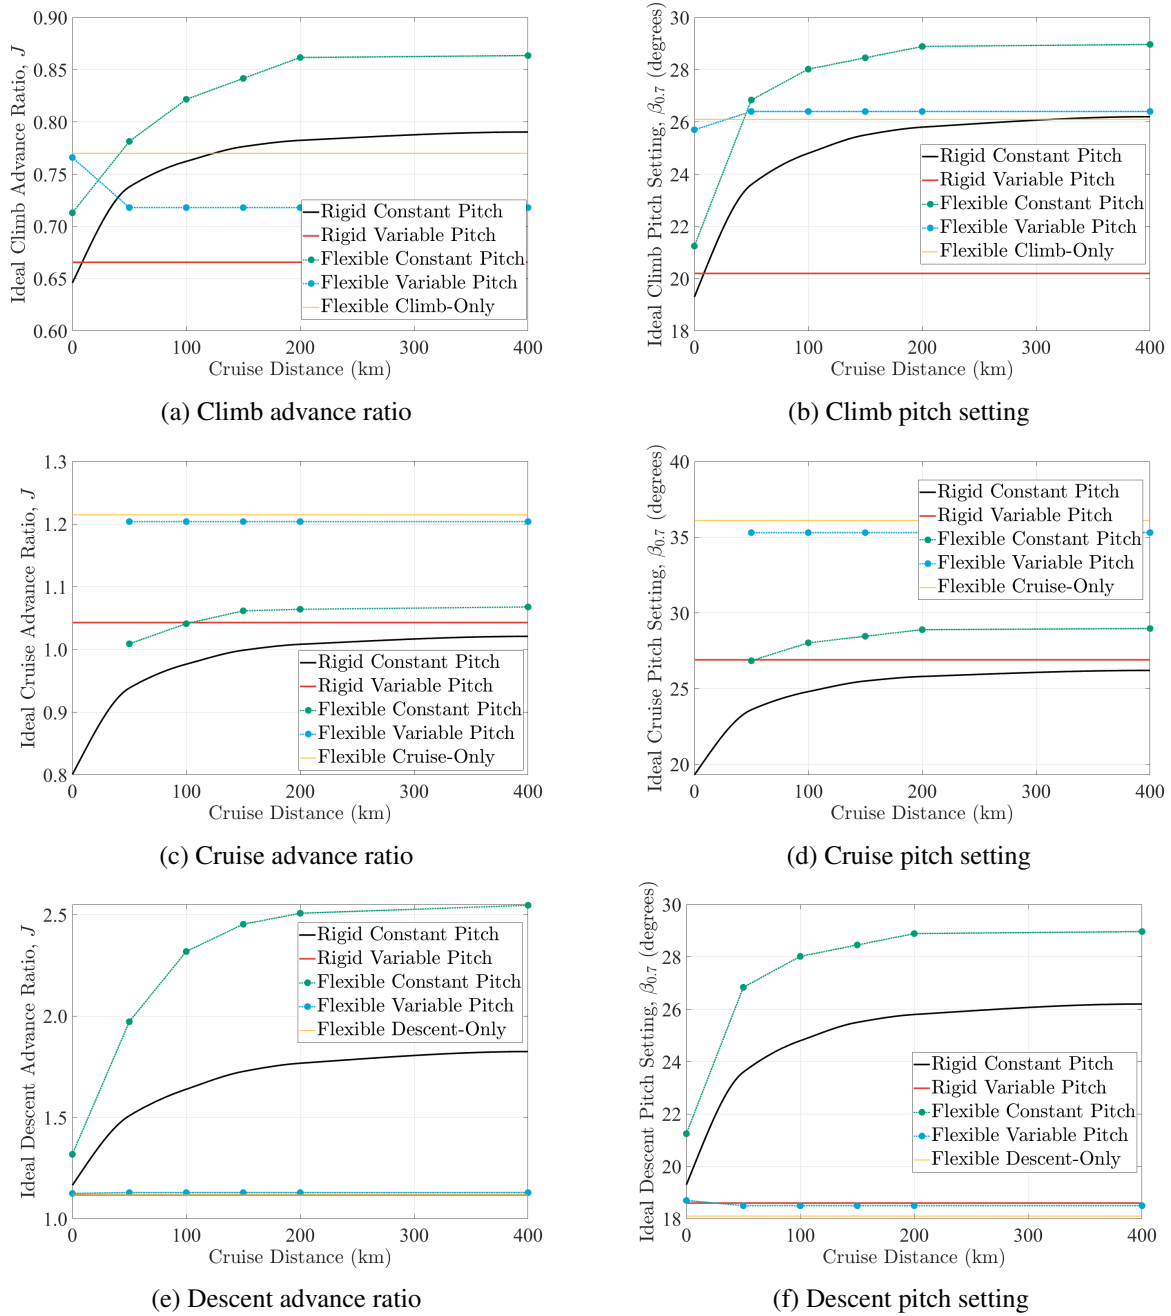 Ideal Climb Advance Ratio, J
0.90
0.85
0.80
0.75
0.70
0.65
0.60
0
100
200
300
400
Cruise Distance (km)
Rigid Constant Pitch
Rigid Variable Pitch
Flexible Constant Pitch
Flexible Variable Pitch
Flexible Climb-Only
(a) Climb advance ratio
Ideal Climb Pitch Setting, β0.7 (degrees)
30
28
26
24
22
20
18
0
100
200
300
400
Cruise Distance (km)
Rigid Constant Pitch
Rigid Variable Pitch
Flexible Constant Pitch
Flexible Variable Pitch
Flexible Climb-Only
(b) Climb pitch setting
Ideal Cruise Advance Ratio, J
1.3
1.2
1.1
1.0
0.9
0.8
0
100
200
300
400
Cruise Distance (km)
Rigid Constant Pitch
Rigid Variable Pitch
Flexible Constant Pitch
Flexible Variable Pitch
Flexible Cruise-Only
(c) Cruise advance ratio
Ideal Cruise Pitch Setting, β0.7 (degrees)
40
35
30
25
20
0
100
200
300
400
Cruise Distance (km)
Rigid Constant Pitch
Rigid Variable Pitch
Flexible Constant Pitch
Flexible Variable Pitch
Flexible Cruise-Only
(d) Cruise pitch setting
Ideal Descent Advance Ratio, J
2.5
2.0
1.5
1.0
0
100
200
300
400
Cruise Distance (km)
Rigid Constant Pitch
Rigid Variable Pitch
Flexible Constant Pitch
Flexible Variable Pitch
Flexible Descent-Only
(e) Descent advance ratio
Ideal Descent Pitch Setting, β0.7 (degrees)
30
28
26
24
22
20
18
0
100
200
300
400
Cruise Distance (km)
Rigid Constant Pitch
Rigid Variable Pitch
Flexible Constant Pitch
Flexible Variable Pitch
Flexible Descent-Only
(f) Descent pitch setting